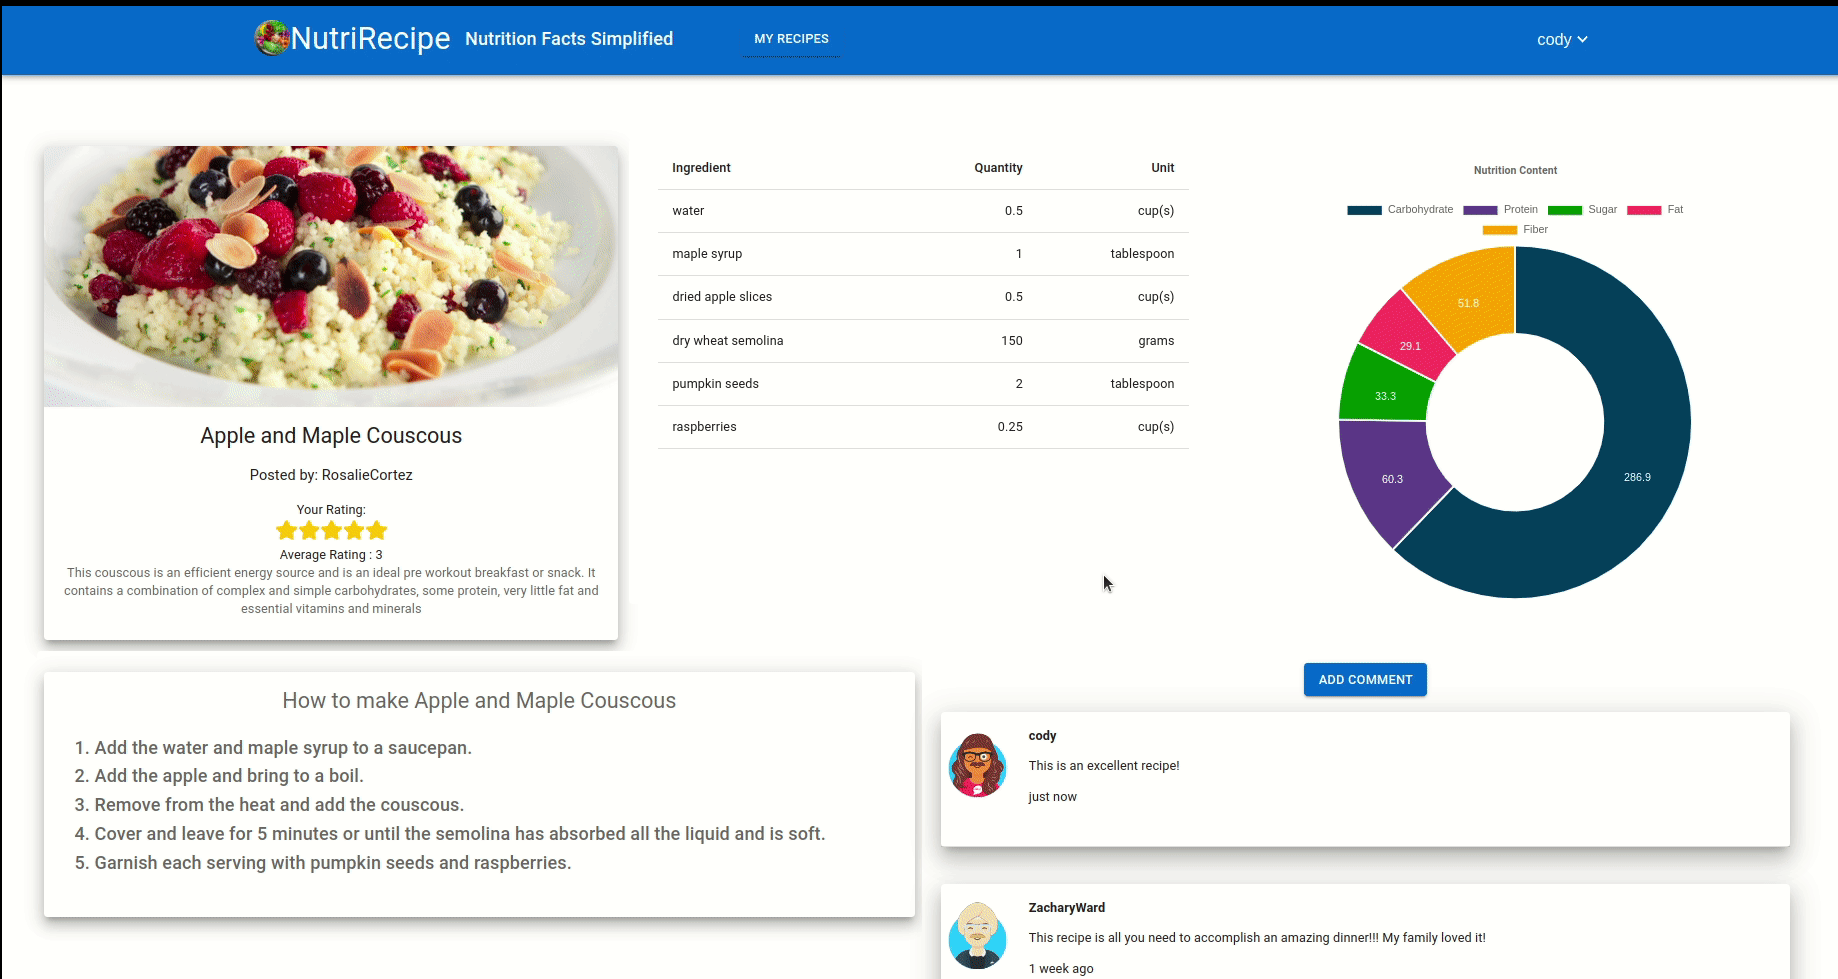 NutriRecipe Nutrition Facts Simplified MY RECIPES cody
Apple and Maple Couscous
Posted by: RosalieCortez
Your Rating:
Average Rating : 3
This couscous is an efficient energy source and is an ideal pre workout breakfast or snack. It
contains a combination of complex and simple carbohydrates, some protein, very little fat and
essential vitamins and minerals
Ingredient Quantity Unit
water 0.5 cup(s)
maple syrup 1 tablespoon
dried apple slices 0.5 cup(s)
dry wheat semolina 150 grams
pumpkin seeds 2 tablespoon
raspberries 0.25 cup(s)
Nutrition Content
Carbohydrate Protein Sugar Fat
Fiber
51.8
29.1
33.3
60.3
286.9
How to make Apple and Maple Couscous
1. Add the water and maple syrup to a saucepan.
2. Add the apple and bring to a boil.
3. Remove from the heat and add the couscous.
4. Cover and leave for 5 minutes or until the semolina has absorbed all the liquid and is soft.
5. Garnish each serving with pumpkin seeds and raspberries.
ADD COMMENT
cody
This is an excellent recipe!
just now
ZacharyWard
This recipe is all you need to accomplish an amazing dinner!!! My family loved it!
1 week ago